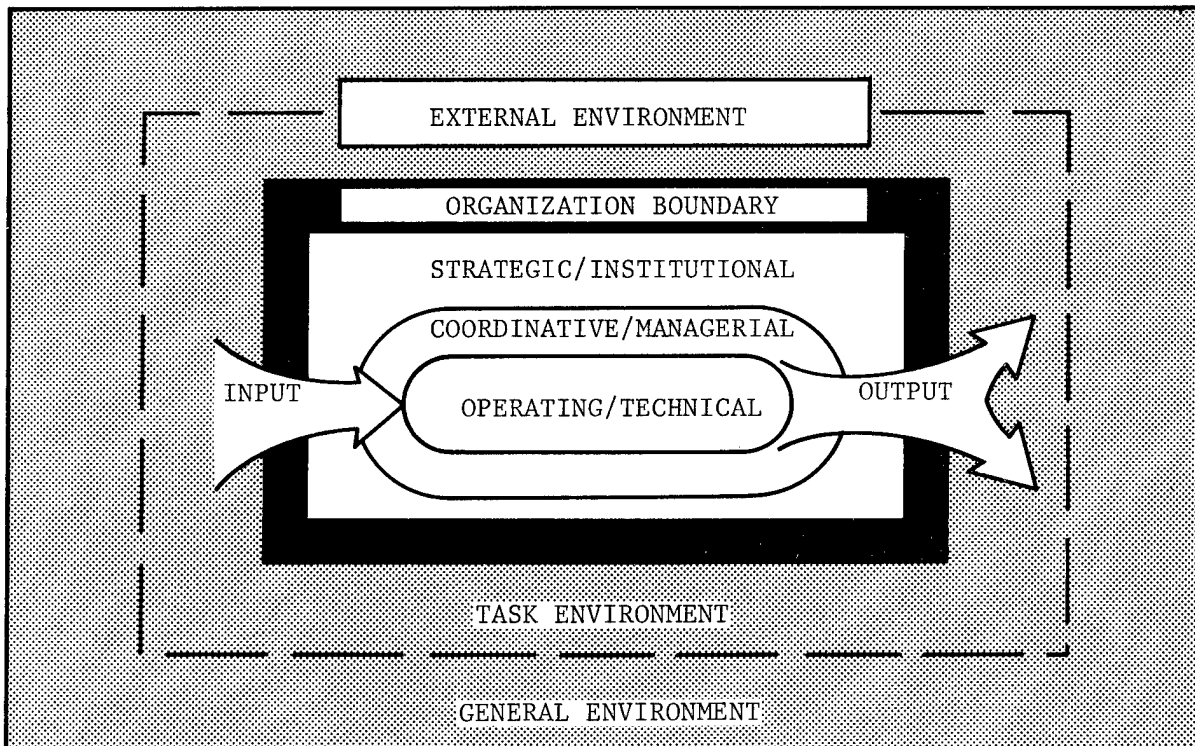 EXTERNAL ENVIRONMENT
ORGANIZATION BOUNDARY
STRATEGIC/INSTITUTIONAL
COORDINATIVE/MANAGERIAL
INPUT
OPERATING/TECHNICAL
OUTPUT
TASK ENVIRONMENT
GENERAL ENVIRONMENT